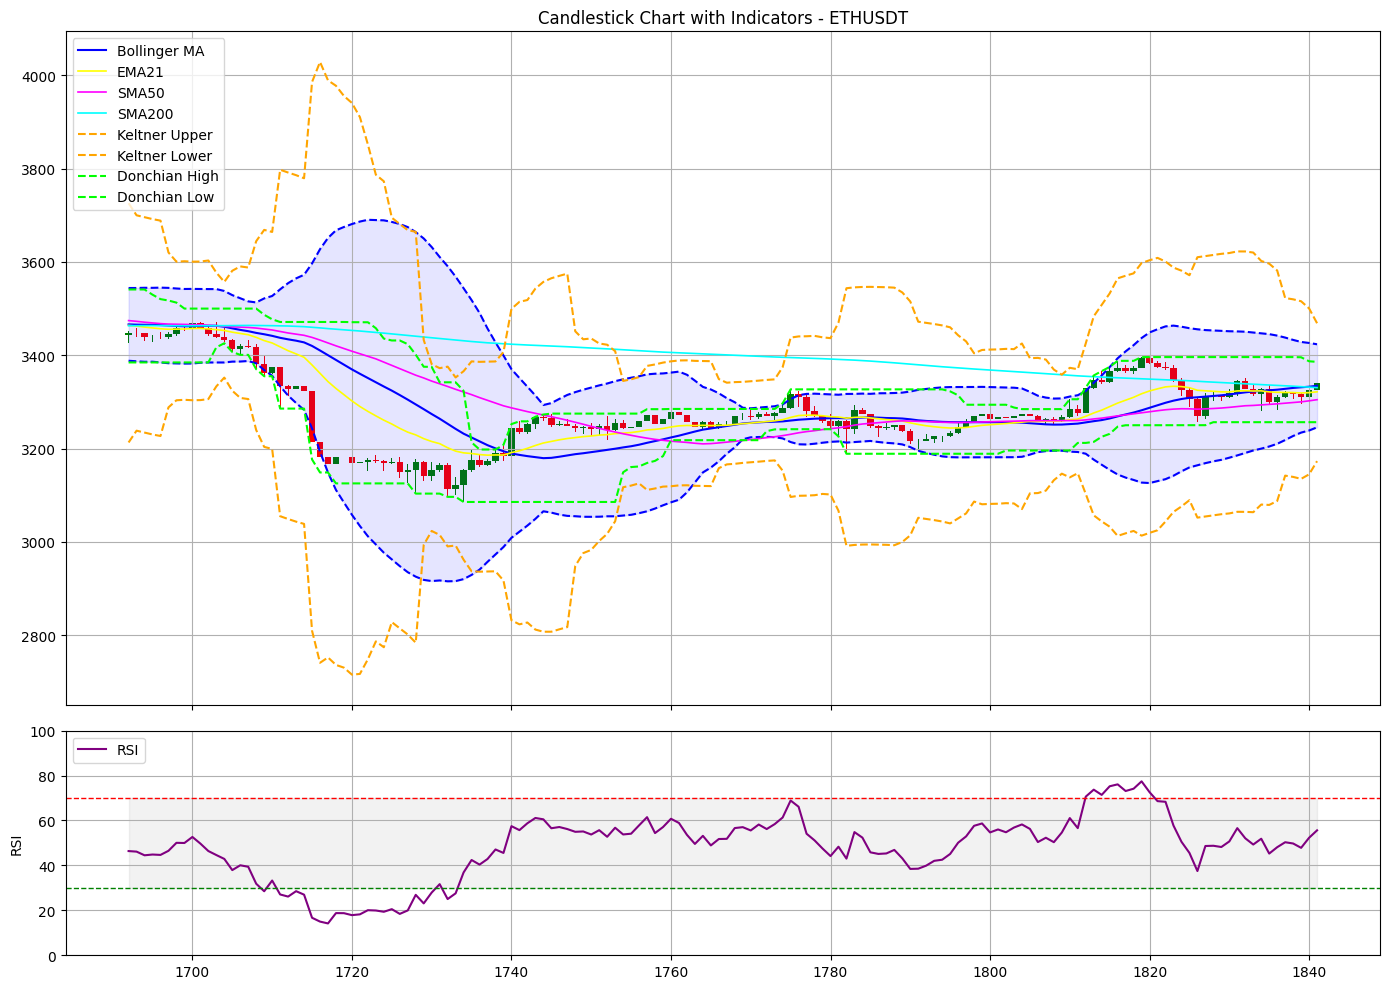 Candlestick Chart with Indicators - ETHUSDT
Bollinger MA
EMA21
SMA50
SMA200
Keltner Upper
Keltner Lower
Donchian High
Donchian Low
4000
3800
3600
3400
3200
3000
2800
RSI
100
80
60
40
20
0
RSI
1700
1720
1740
1760
1780
1800
1820
1840